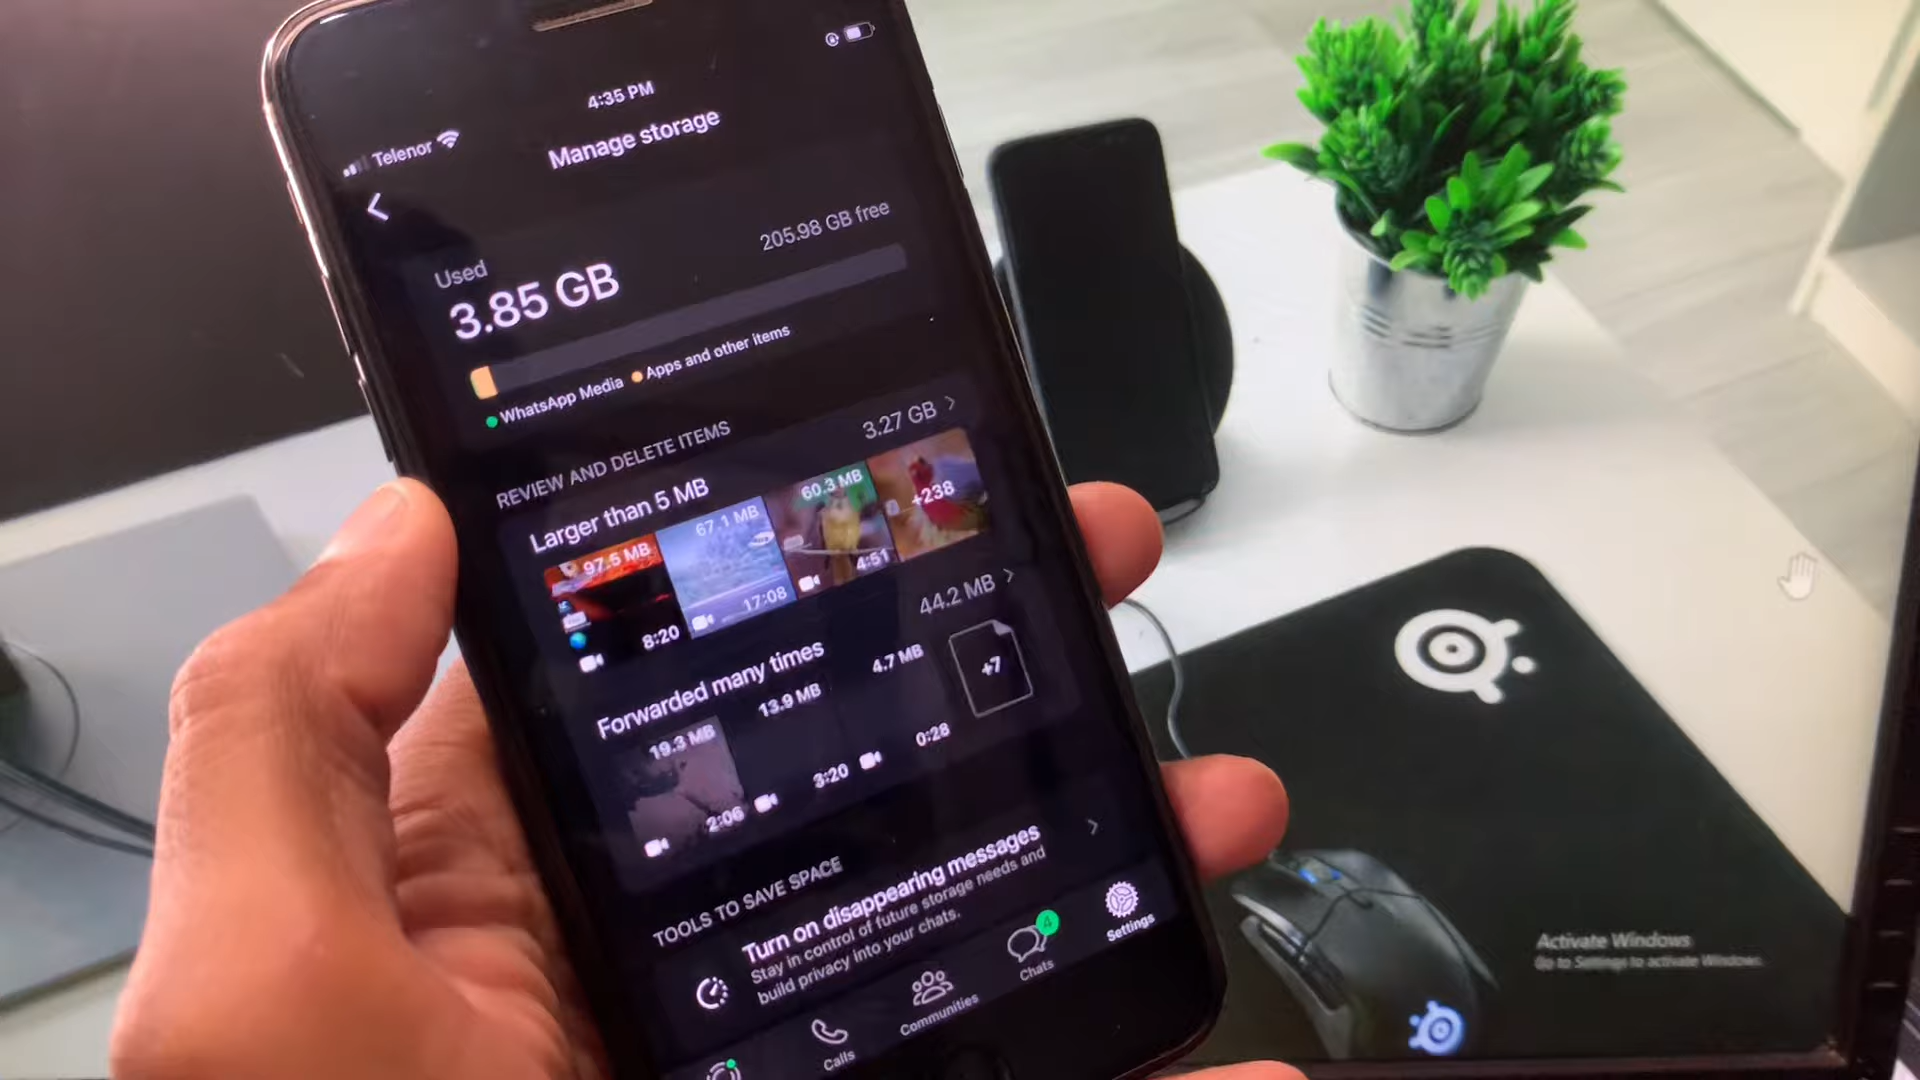 4:35 PM
Telenor
Manage storage
205.98 GB free
Used
3.85 GB
WhatsApp Media
Apps and other items
REVIEW AND DELETE ITEMS
3.27 GB
Larger than 5 MB
97.5 MB
67.1 MB
60.3 MB
+238
8:20
17:08
4:51
44.2 MB
Forwarded many times
19.3 MB
13.9 MB
4.7 MB
+7
2:06
3:20
0:28
TOOLS TO SAVE SPACE
Turn on disappearing messages
Stay in control of future storage needs and
build privacy into your chats.
Calls
Communities
4
Chats
Settings
Activate Windows
Go to Settings to activate Windows.